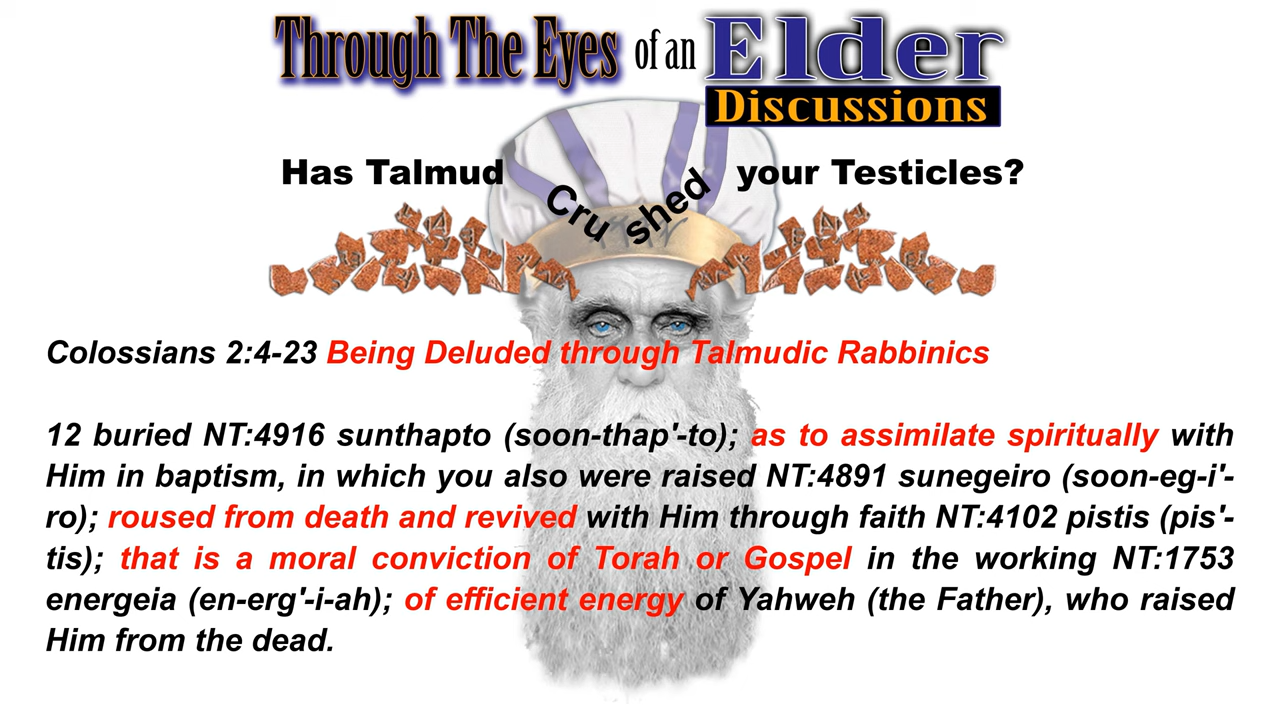 Through The Eyes of an Elder
Discussions
Has Talmud Crushed your Testicles?
Colossians 2:4-23 Being Deluded through Talmudic Rabbinics
12 buried NT:4916 sunthapto (soon-thap'-to); as to assimilate spiritually with
Him in baptism, in which you also were raised NT:4891 sunegeiro (soon-eg-i'-
ro); roused from death and revived with Him through faith NT:4102 pistis (pis'-
tis); that is a moral conviction of Torah or Gospel in the working NT:1753
energeia (en-erg'-i-ah); of efficient energy of Yahweh (the Father), who raised
Him from the dead.